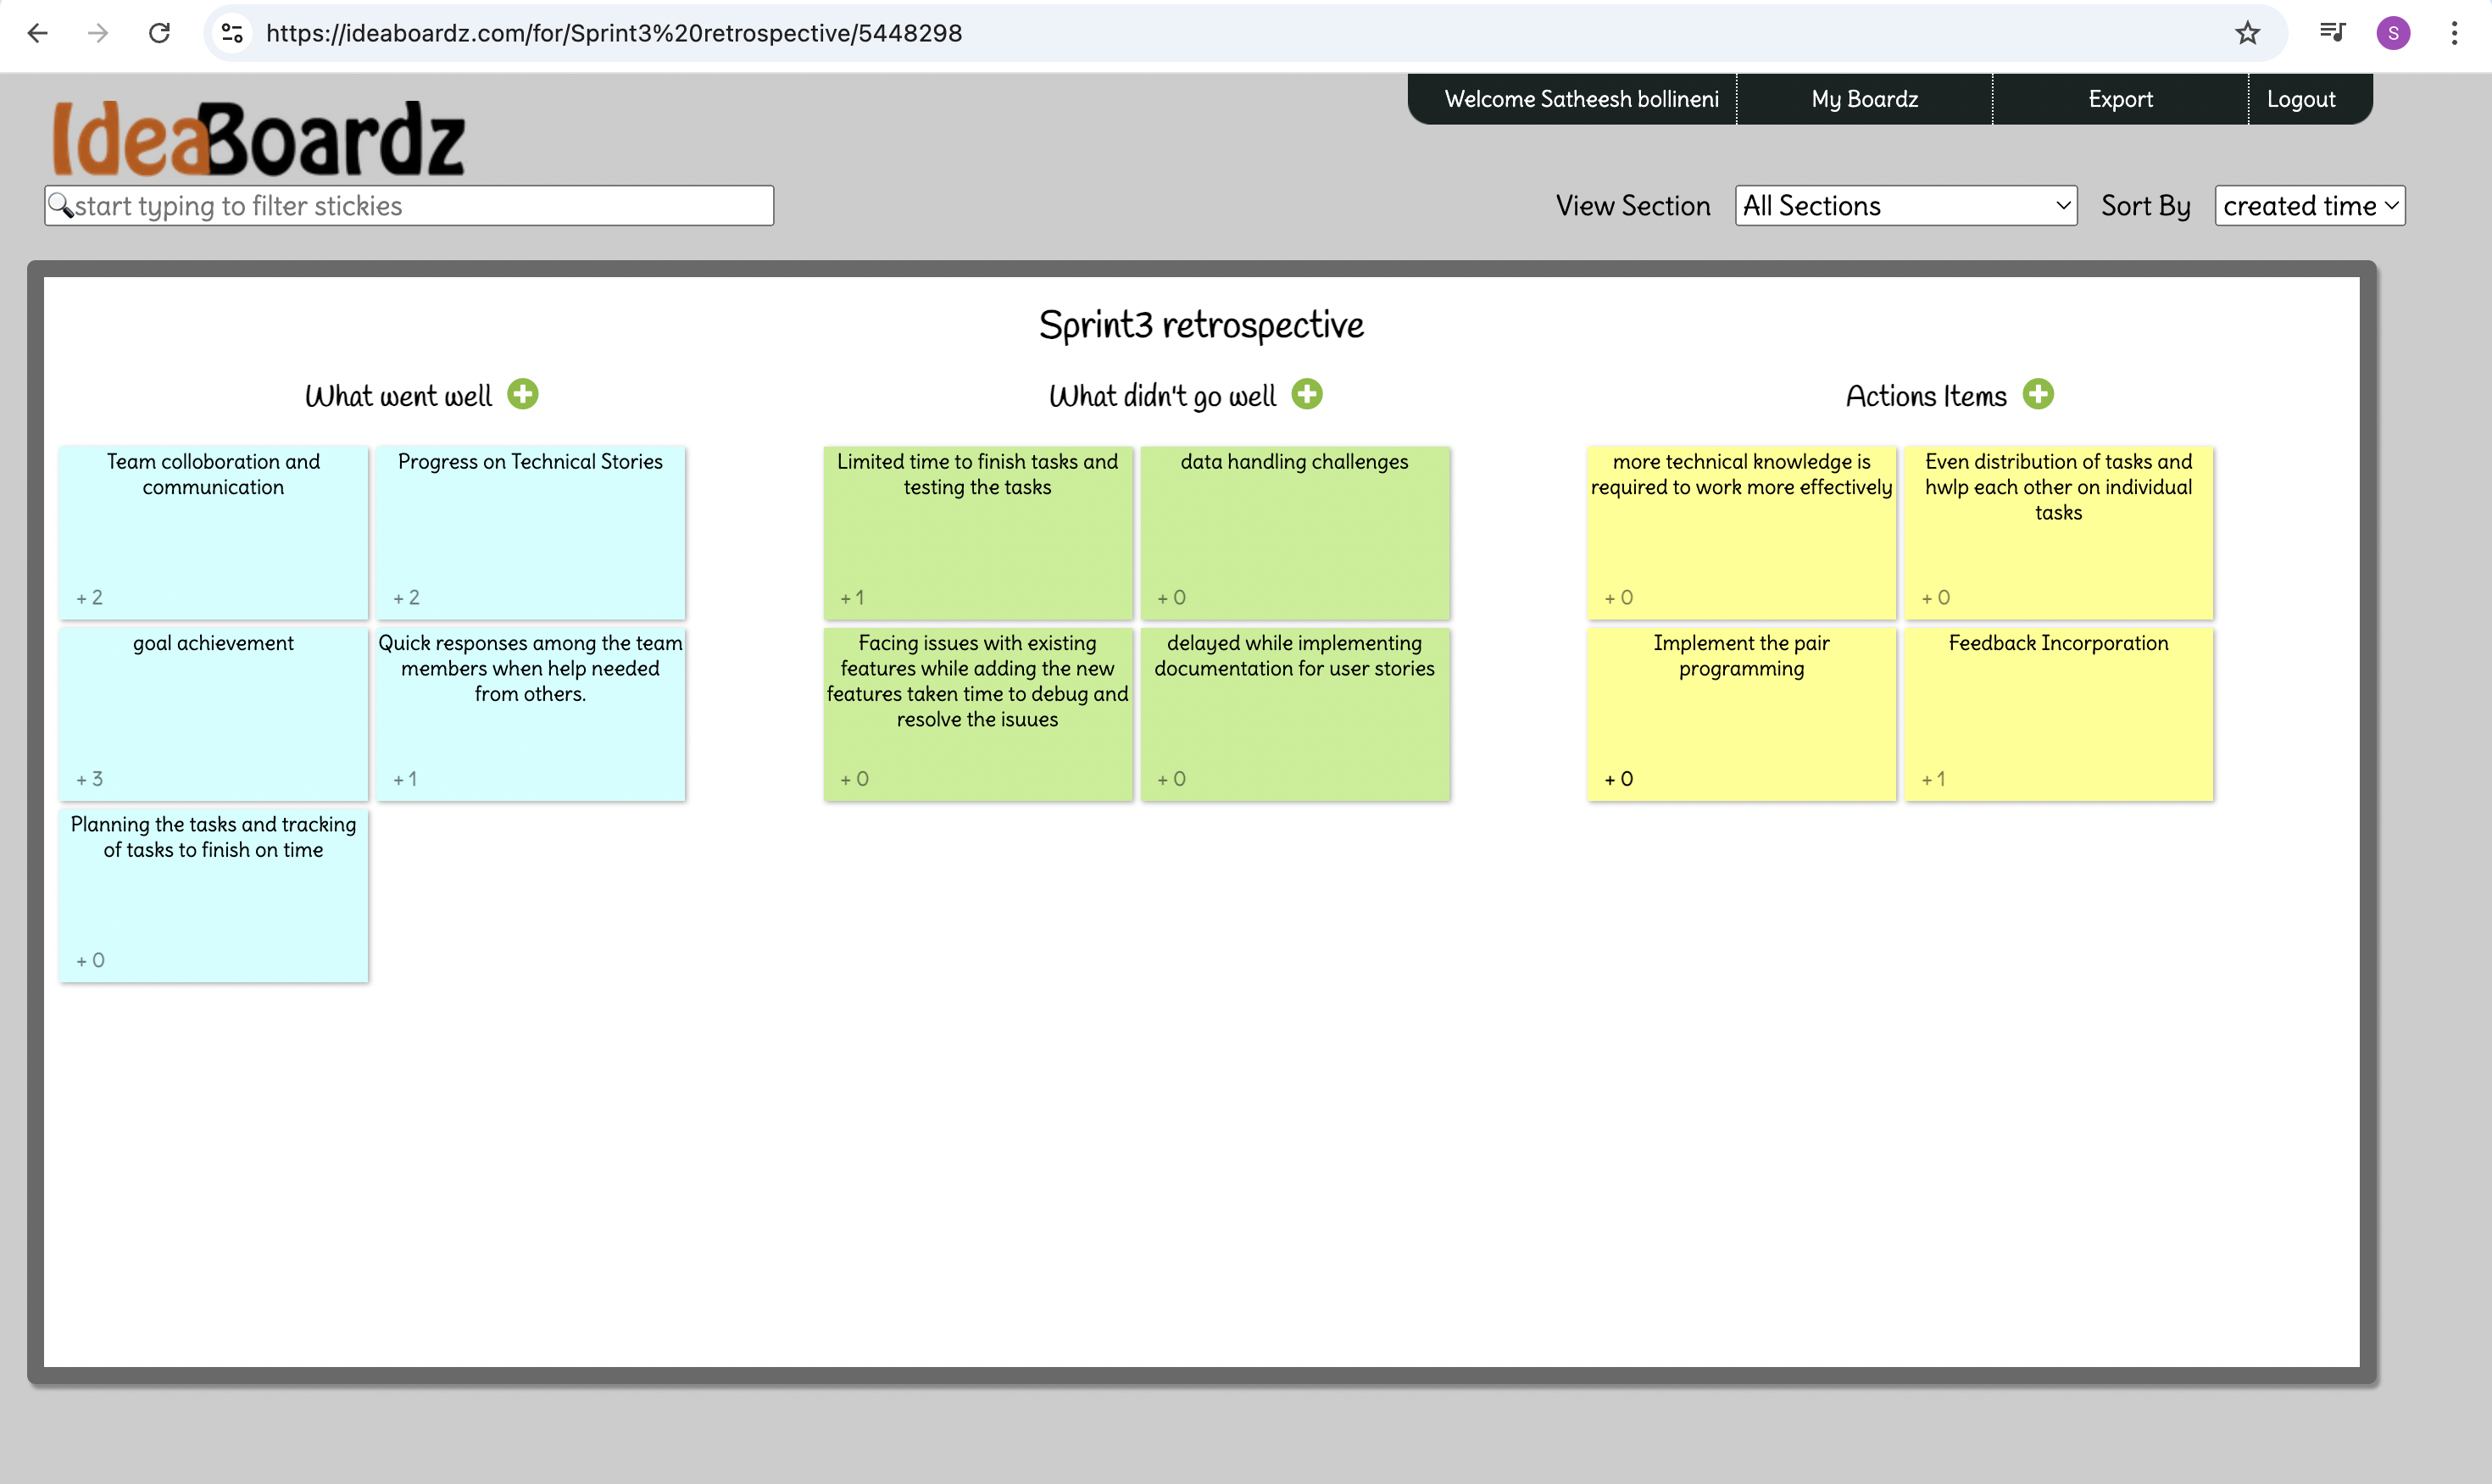 https://ideaboardz.com/for/Sprint3%20retrospective/5448298
S
Welcome Satheesh bollineni
My Boardz
Export
Logout
IdeaBoardz
start typing to filter stickies
View Section
All Sections
Sort By
created time
Sprint3 retrospective
What went well
Team colloboration and
communication
+ 2
Progress on Technical Stories
+ 2
goal achievement
+ 3
Quick responses among the team
members when help needed
from others.
+ 1
Planning the tasks and tracking
of tasks to finish on time
+ 0
What didn't go well
Limited time to finish tasks and
testing the tasks
+ 1
data handling challenges
+ 0
Facing issues with existing
features while adding the new
features taken time to debug and
resolve the isuues
+ 0
delayed while implementing
documentation for user stories
+ 0
Actions Items
more technical knowledge is
required to work more effectively
+ 0
Even distribution of tasks and
hwlp each other on individual
tasks
+ 0
Implement the pair
programming
+ 0
Feedback Incorporation
+ 1